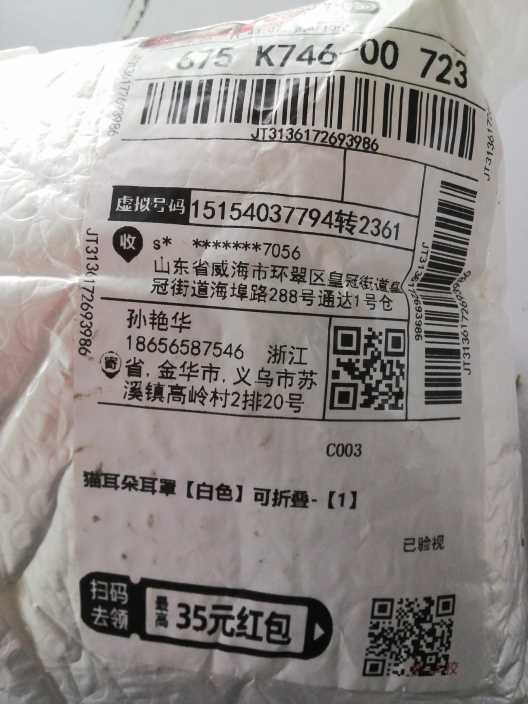 675 K746-00 723
JT3136172693986
JT3136172693986
虚拟号码 15154037794转2361
收 s* *******7056
山东省威海市环翠区皇冠街道皇
冠街道海埠路288号通达1号仓
JT3136172693986
JT3136172693986
孙艳华
18656587546 浙江
寄 省,金华市,义乌市苏
溪镇高岭村2排20号
C003
猫耳朵耳罩【白色】可折叠-【1】
已验视
扫码
去领
最高 35元红包